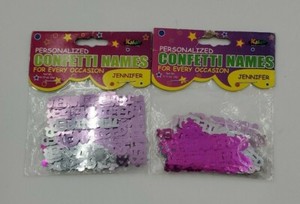 PERSONALIZED
CONFETTI NAMES
FOR EVERY OCCASION
JENNIFER
PERSONALIZED
CONFETTI NAMES
FOR EVERY OCCASION
JENNIFER